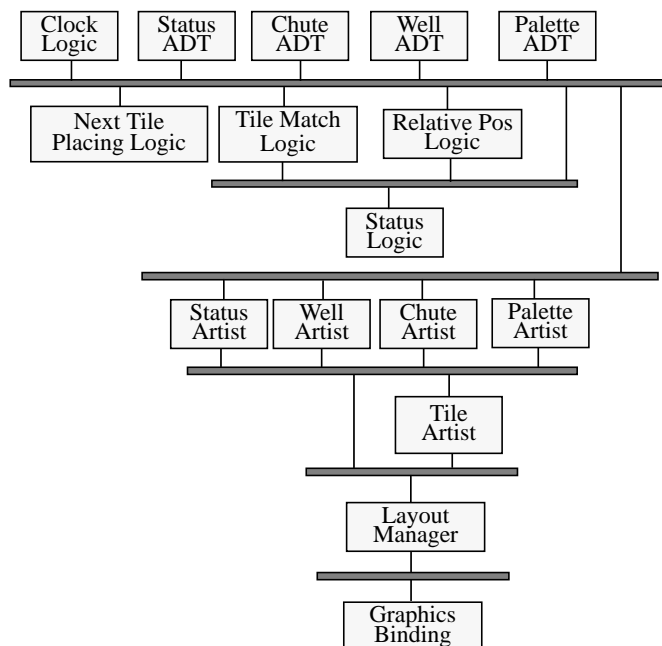 Clock
Logic
Status
ADT
Chute
ADT
Well
ADT
Palette
ADT
Next Tile
Placing Logic
Tile Match
Logic
Relative Pos
Logic
Status
Logic
Status
Artist
Well
Artist
Chute
Artist
Palette
Artist
Tile
Artist
Layout
Manager
Graphics
Binding